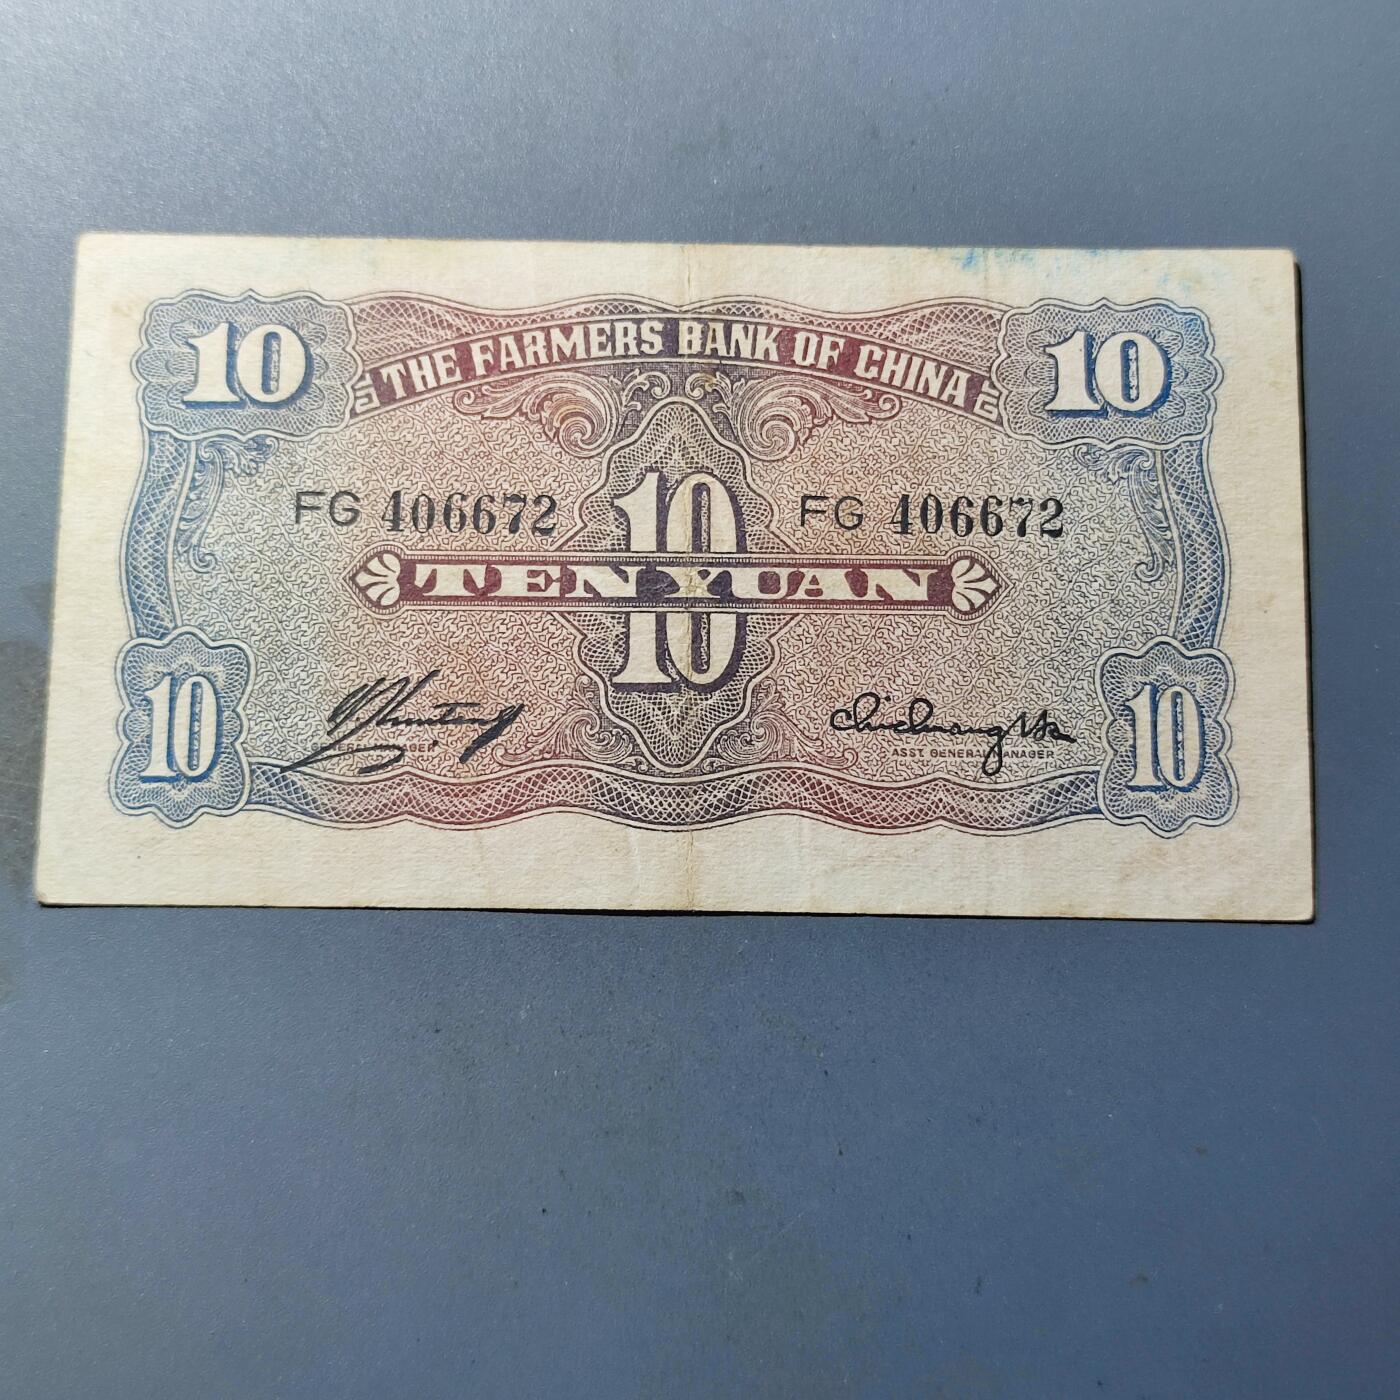 THE FARMERS BANK OF CHINA
10 10
FG 406672 10 FG 406672
TEN YUAN
10
10 10
GENERAL MANAGER
ASST. GENERAL MANAGER